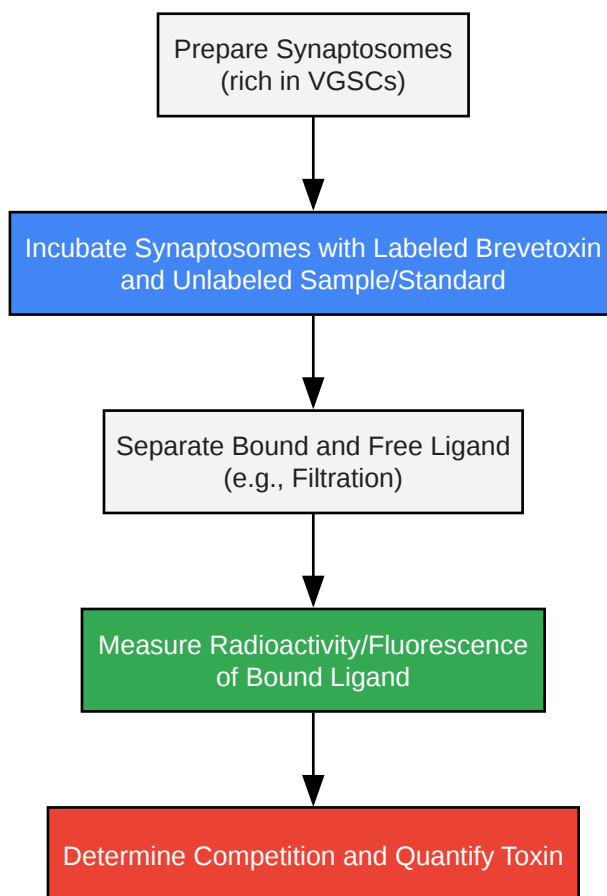 Prepare Synaptosomes
(rich in VGSCs)
Incubate Synaptosomes with Labeled Brevetoxin
and Unlabeled Sample/Standard
Separate Bound and Free Ligand
(e.g., Filtration)
Measure Radioactivity/Fluorescence
of Bound Ligand
Determine Competition and Quantify Toxin